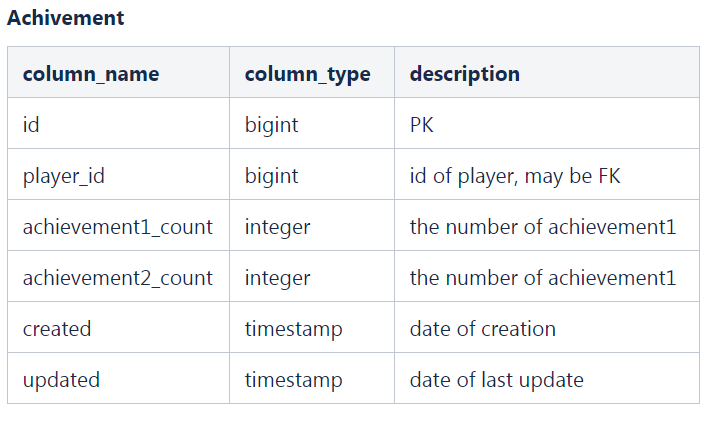 Achivement
column_name column_type description
id bigint PK
player_id bigint id of player, may be FK
achievement1_count integer the number of achievement1
achievement2_count integer the number of achievement1
created timestamp date of creation
updated timestamp date of last update